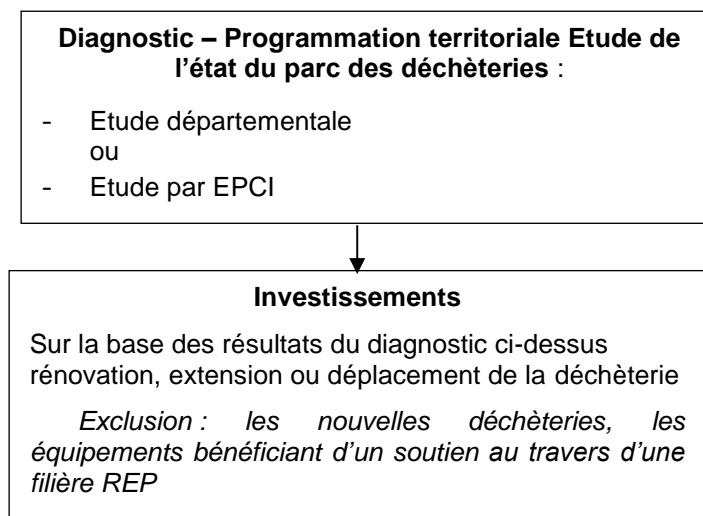 Diagnostic – Programmation territoriale Etude de
l’état du parc des déchèteries :
- Etude départementale
ou
- Etude par EPCI
Investissements
Sur la base des résultats du diagnostic ci-dessus
rénovation, extension ou déplacement de la déchèterie
Exclusion : les nouvelles déchèteries, les
équipements bénéficiant d’un soutien au travers d’une
filière REP